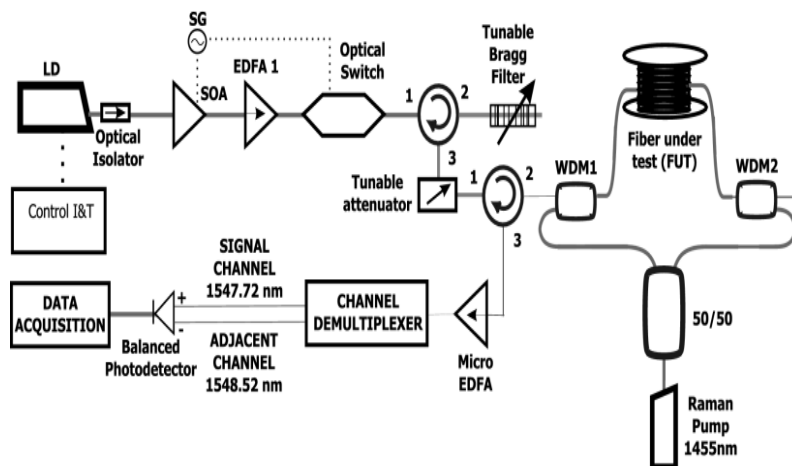 SG
LD
SOA
EDFA 1
Optical
Switch
Optical
Isolator
1
2
3
Tunable
Bragg
Filter
Fiber under
test (FUT)
Control I&T
Tunable
attenuator
1
2
3
WDM1
WDM2
SIGNAL
CHANNEL
1547.72 nm
DATA
ACQUISITION
+
-
Balanced
Photodetector
ADJACENT
CHANNEL
1548.52 nm
CHANNEL
DEMULTIPLEXER
Micro
EDFA
50/50
Raman
Pump
1455nm